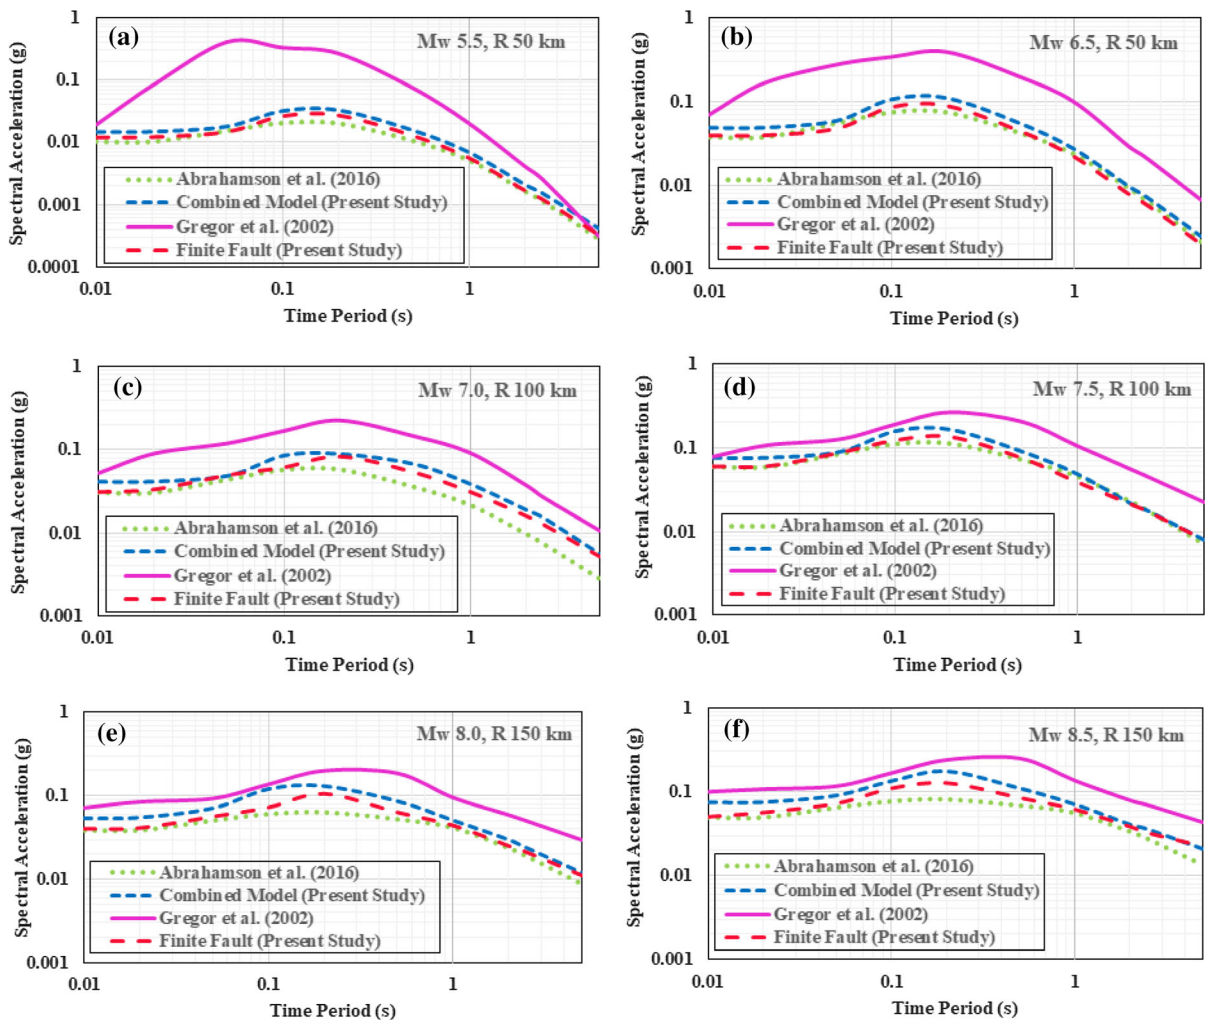 (a)
Mw 5.5, R 50 km
Spectral Acceleration (g)
1
0.1
0.01
0.001
0.0001
Abrahamson et al. (2016)
Combined Model (Present Study)
Gregor et al. (2002)
Finite Fault (Present Study)
0.01
0.1
1
Time Period (s)
(b)
Mw 6.5, R 50 km
Spectral Acceleration (g)
1
0.1
0.01
0.001
Abrahamson et al. (2016)
Combined Model (Present Study)
Gregor et al. (2002)
Finite Fault (Present Study)
0.01
0.1
1
Time Period (s)
(c)
Mw 7.0, R 100 km
Spectral Acceleration (g)
1
0.1
0.01
0.001
Abrahamson et al. (2016)
Combined Model (Present Study)
Gregor et al. (2002)
Finite Fault (Present Study)
0.01
0.1
1
Time Period (s)
(d)
Mw 7.5, R 100 km
Spectral Acceleration (g)
1
0.1
0.01
0.001
Abrahamson et al. (2016)
Combined Model (Present Study)
Gregor et al. (2002)
Finite Fault (Present Study)
0.01
0.1
1
Time Period (s)
(e)
Mw 8.0, R 150 km
Spectral Acceleration (g)
1
0.1
0.01
0.001
Abrahamson et al. (2016)
Combined Model (Present Study)
Gregor et al. (2002)
Finite Fault (Present Study)
0.01
0.1
1
Time Period (s)
(f)
Mw 8.5, R 150 km
Spectral Acceleration (g)
1
0.1
0.01
0.001
Abrahamson et al. (2016)
Combined Model (Present Study)
Gregor et al. (2002)
Finite Fault (Present Study)
0.01
0.1
1
Time Period (s)